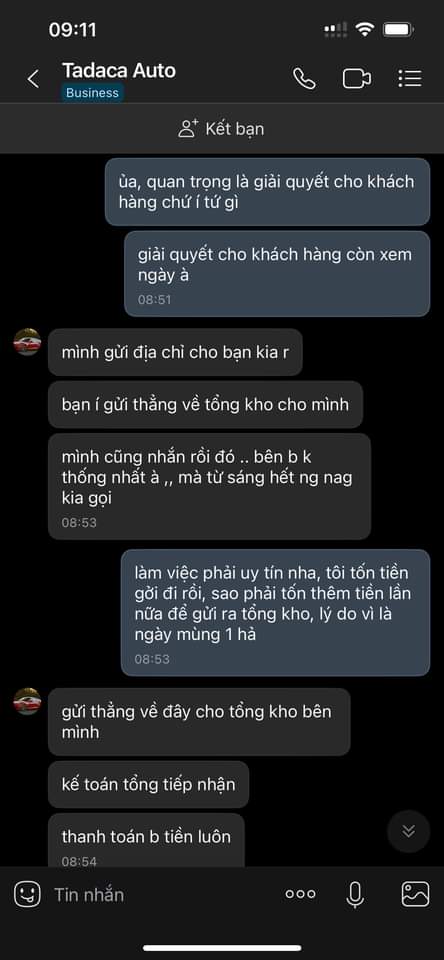 09:11
Tadaca Auto
Business
Kết bạn
ủa, quan trọng là giải quyết cho khách
hàng chứ í tứ gì
giải quyết cho khách hàng còn xem
ngày à
08:51
mình gửi địa chỉ cho bạn kia r
bạn í gửi thẳng về tổng kho cho mình
mình cũng nhắn rồi đó .. bên b k
thống nhất à ,, mà từ sáng hết ng nag
kia gọi
08:53
làm việc phải uy tín nha, tôi tốn tiền
gởi đi rồi, sao phải tốn thêm tiền lần
nữa để gửi ra tổng kho, lý do vì là
ngày mùng 1 hả
08:53
gửi thẳng về đây cho tổng kho bên
mình
kế toán tổng tiếp nhận
thanh toán b tiền luôn
08:54
Tin nhắn